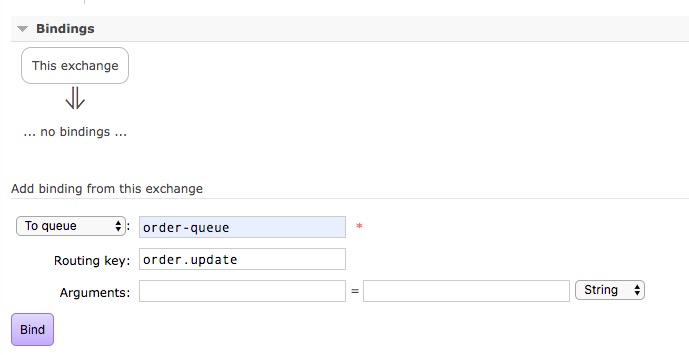 Bindings
This exchange
... no bindings ...
Add binding from this exchange
To queue : order-queue *
Routing key: order.update
Arguments: = String
Bind